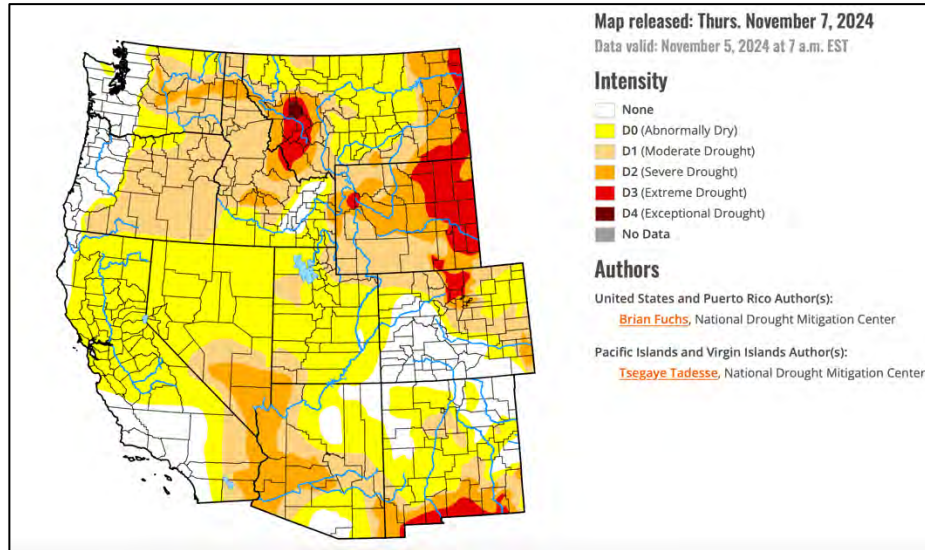 Map released: Thurs. November 7, 2024
Data valid: November 5, 2024 at 7 a.m. EST
Intensity
None
D0 (Abnormally Dry)
D1 (Moderate Drought)
D2 (Severe Drought)
D3 (Extreme Drought)
D4 (Exceptional Drought)
No Data
Authors
United States and Puerto Rico Author(s):
Brian Fuchs, National Drought Mitigation Center
Pacific Islands and Virgin Islands Author(s):
Tsegaye Tadesse, National Drought Mitigation Center